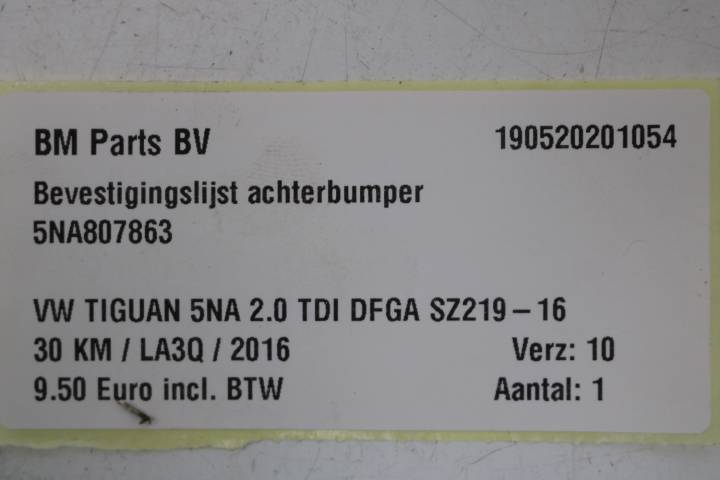 BM Parts BV 190520201054
Bevestigingslijst achterbumper
5NA807863
VW TIGUAN 5NA 2.0 TDI DFGA SZ219 – 16
30 KM / LA3Q / 2016 Verz: 10
9.50 Euro incl. BTW Aantal: 1